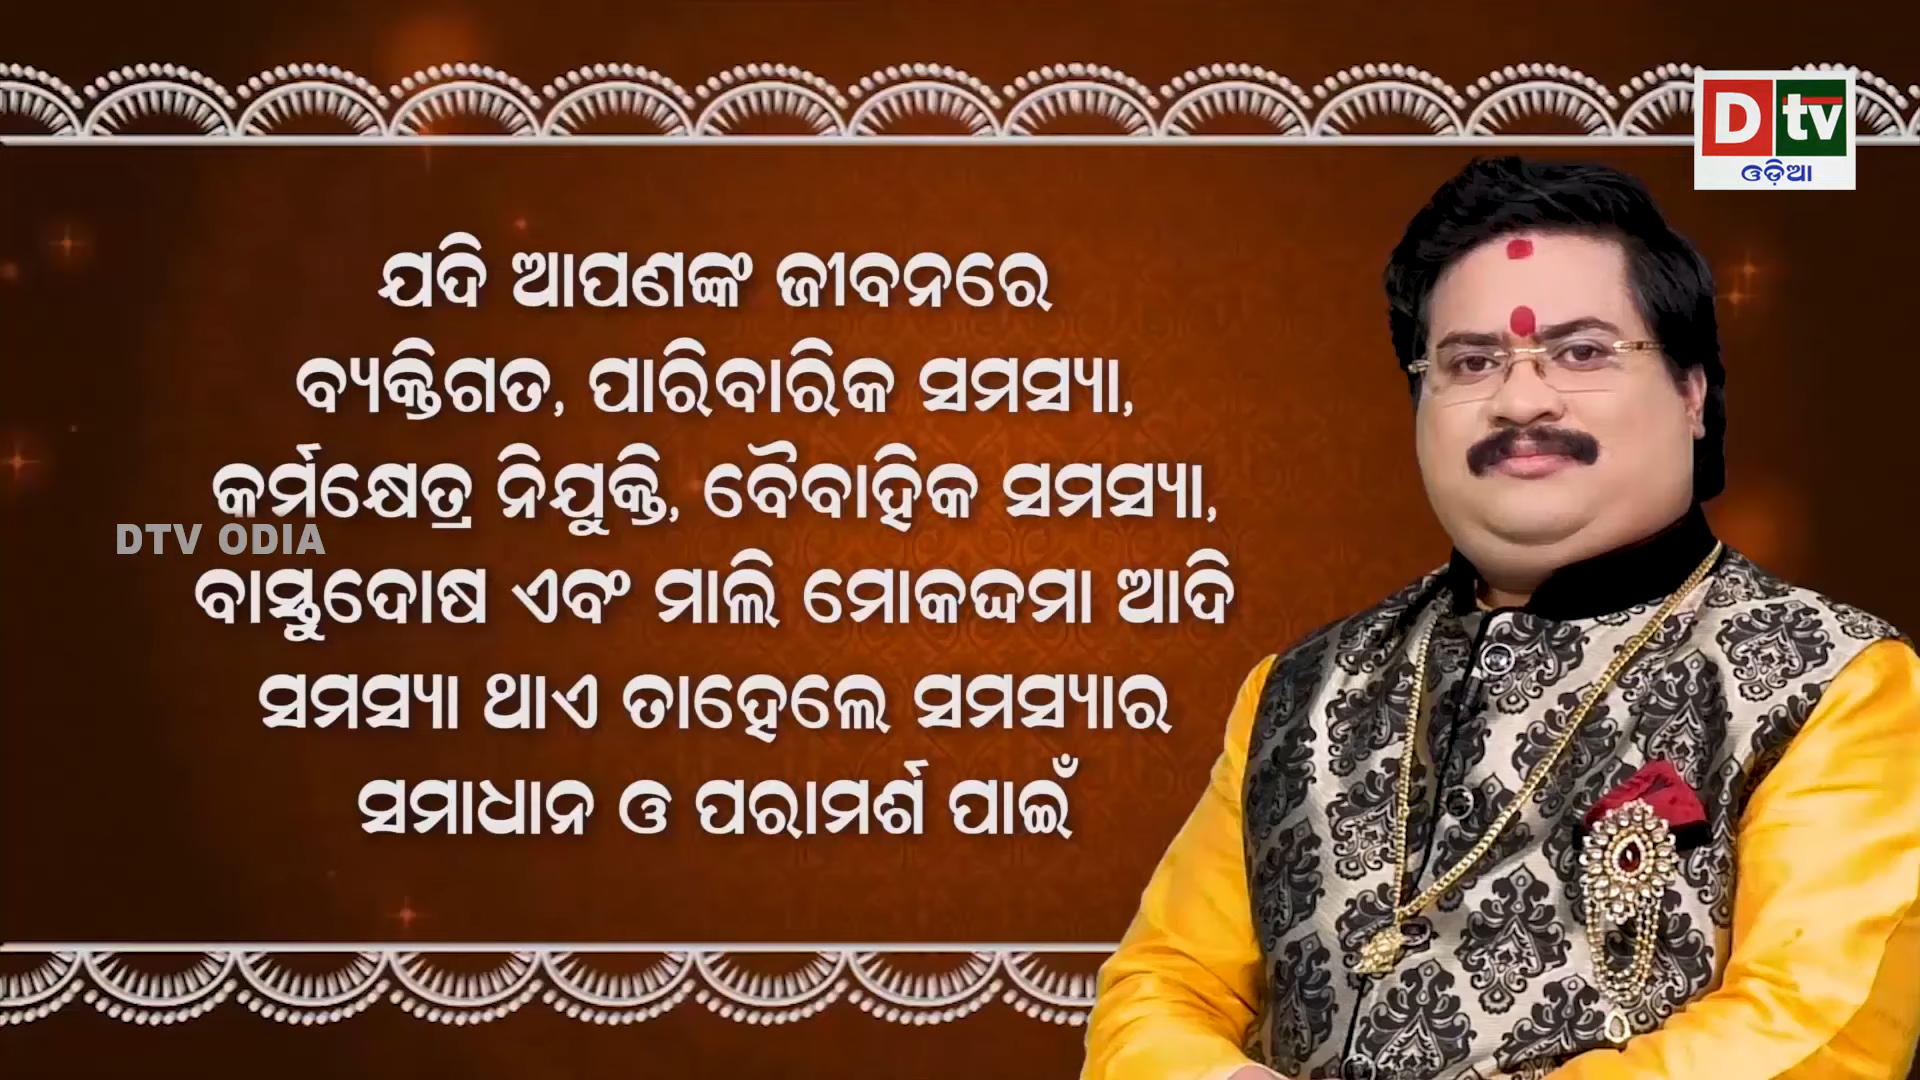 D tv
ଓଡ଼ିଆ
ଯଦି ଆପଣଙ୍କ ଜୀବନରେ
ବ୍ୟକ୍ତିଗତ, ପାରିବାରିକ ସମସ୍ୟା,
କର୍ମକ୍ଷେତ୍ର ନିଯୁକ୍ତି, ବୈବାହିକ ସମସ୍ୟା,
DTV ODIA
ବାସ୍ତୁଦୋଷ ଏବଂ ମାଲି ମୋକଦ୍ଦମା ଆଦି
ସମସ୍ୟା ଥାଏ ତାହେଲେ ସମସ୍ୟାର
ସମାଧାନ ଓ ପରାମର୍ଶ ପାଇଁ